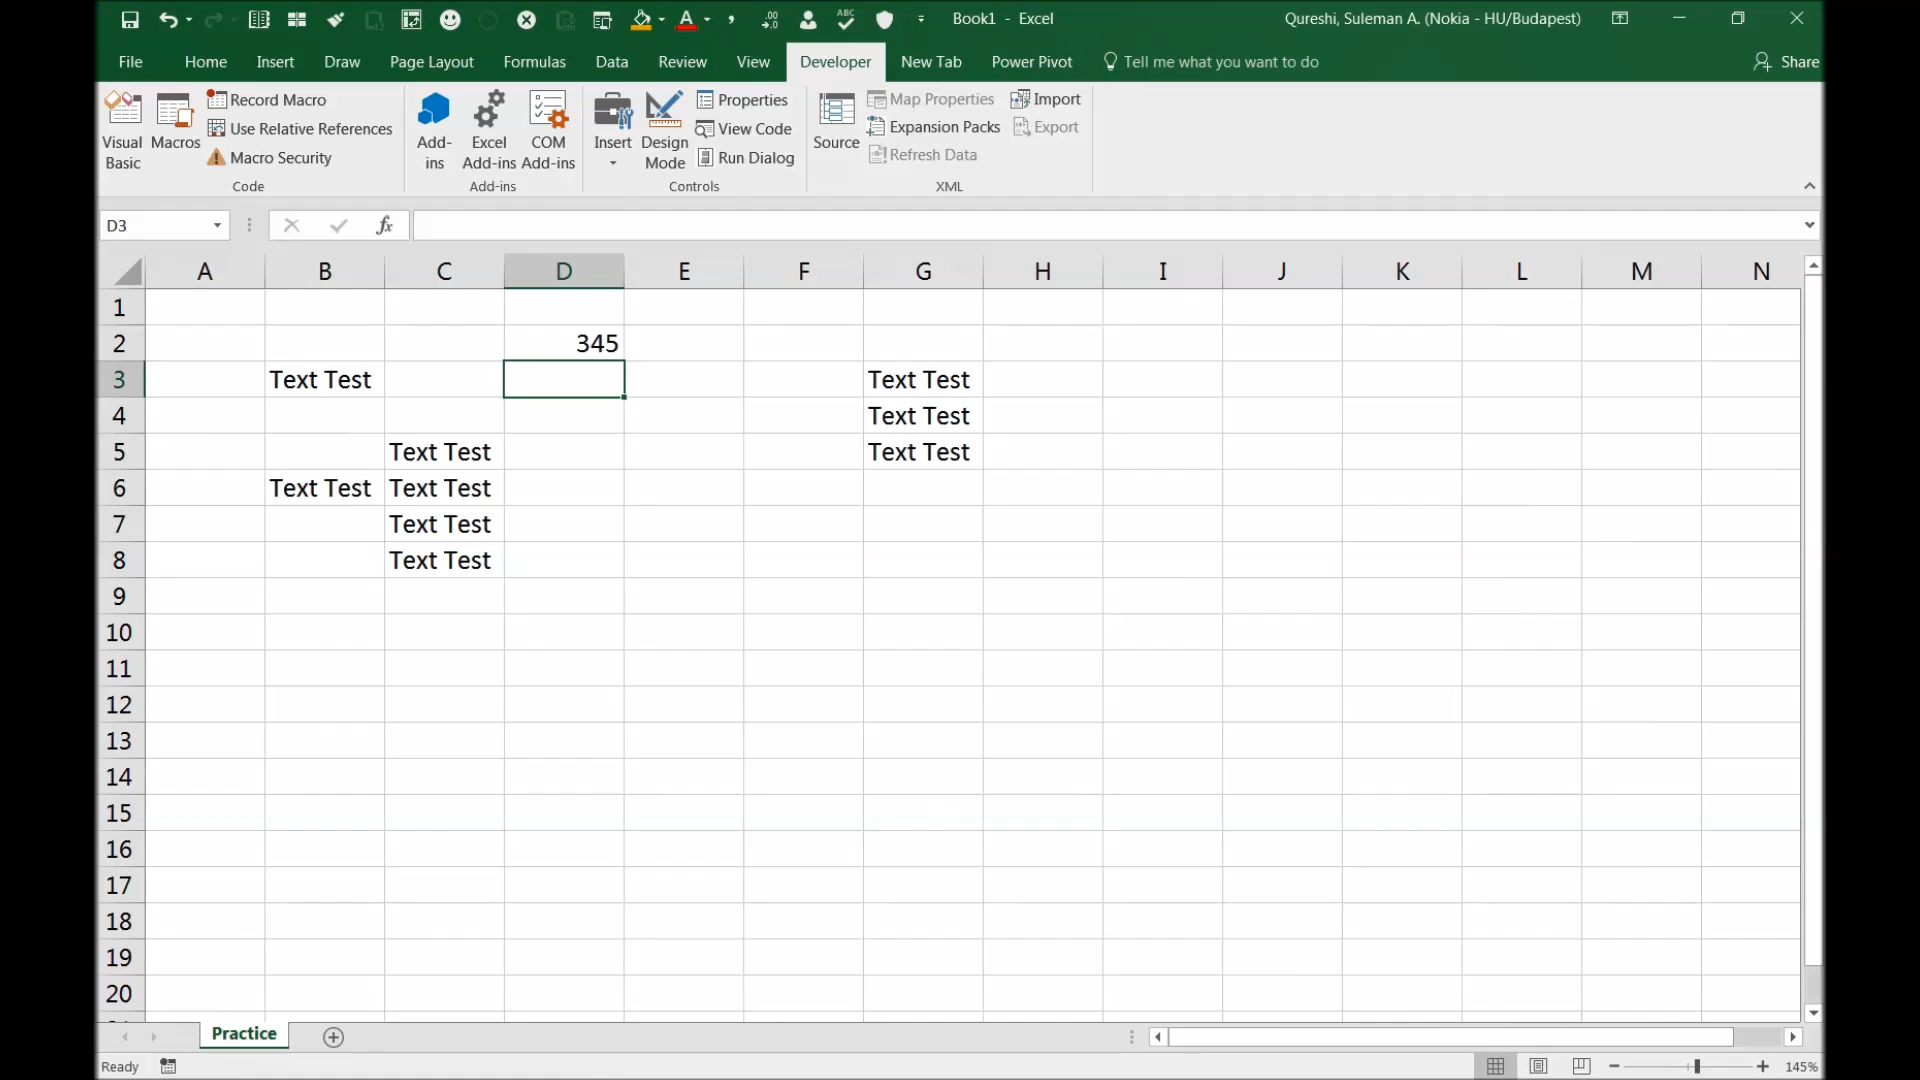 Book1 - Excel
Qureshi, Suleman A. (Nokia - HU/Budapest)
File Home Insert Draw Page Layout Formulas Data Review View Developer New Tab Power Pivot Tell me what you want to do Share
Visual Basic
Macros
Record Macro
Use Relative References
Macro Security
Code
Add-ins
Excel Add-ins
COM Add-ins
Add-ins
Insert
Design Mode
Properties
View Code
Run Dialog
Controls
Source
Map Properties
Expansion Packs
Refresh Data
Import
Export
XML
D3
fx
A B C D E F G H I J K L M N
1
2 345
3 Text Test Text Test
4 Text Test
5 Text Test Text Test
6 Text Test Text Test
7 Text Test
8 Text Test
9
10
11
12
13
14
15
16
17
18
19
20
Practice
Ready
145%